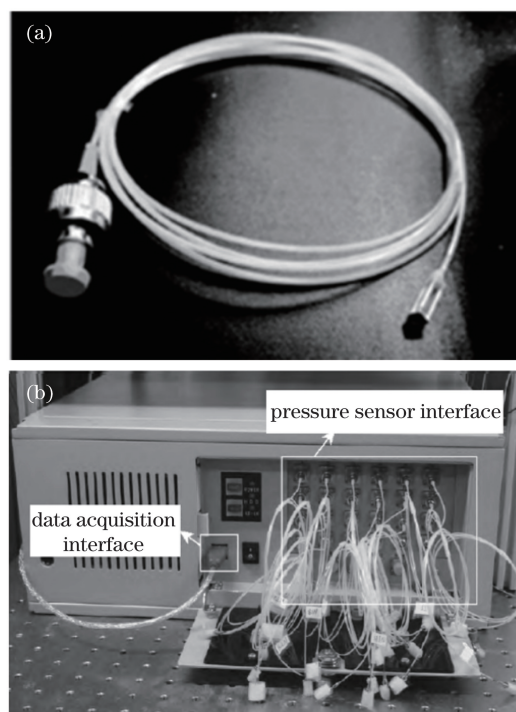 (a)
(b)
pressure sensor interface
data acquisition
interface